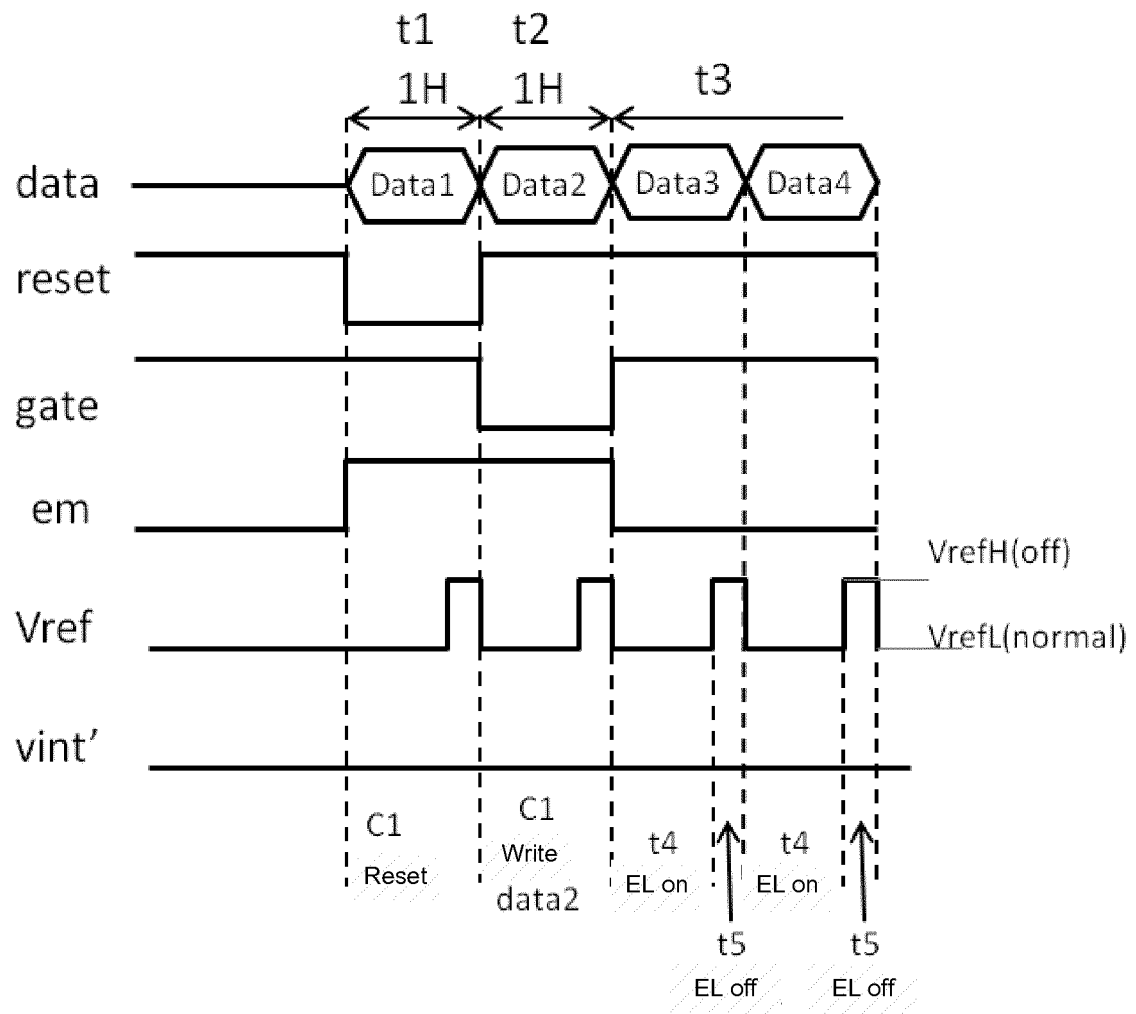 t1 t2
1H 1H t3
data Data1 Data2 Data3 Data4
reset
gate
em
VrefH(off)
Vref VrefL(normal)
vint’
C1 C1
Reset Write
data2
t4 t4
EL on EL on
t5 t5
EL off EL off